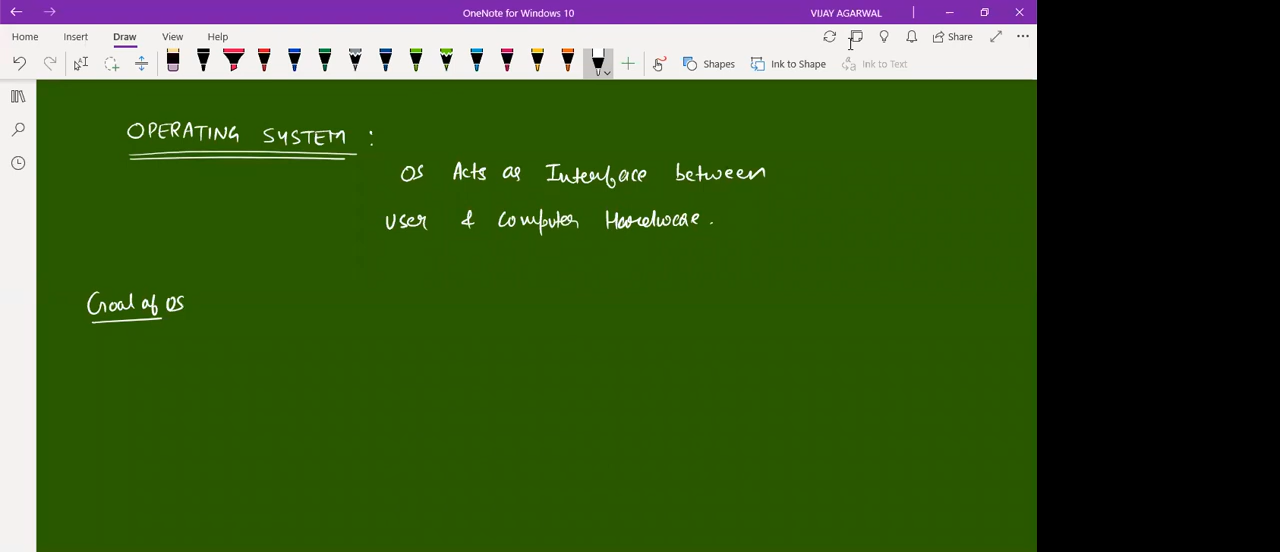 OneNote for Windows 10
VIJAY AGARWAL
Home Insert Draw View Help
Share
Shapes Ink to Shape Ink to Text
OPERATING SYSTEM :
OS Acts as Interface between
User & Computer Hardware.
Goal of OS